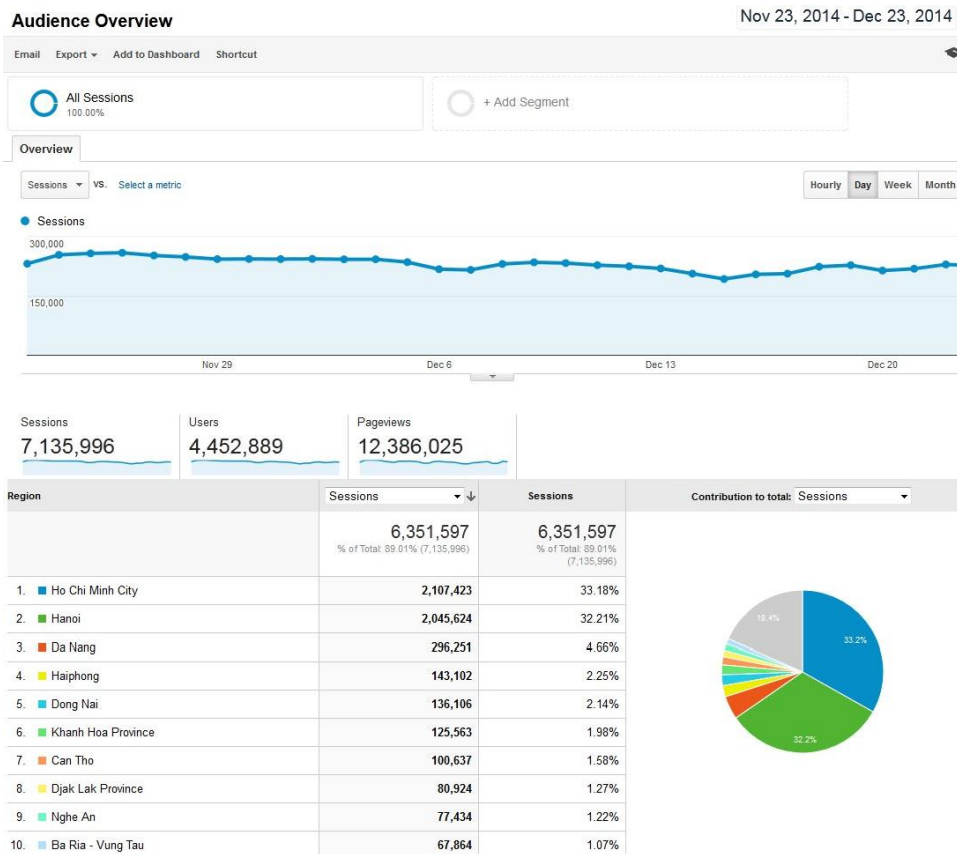 Audience Overview
Nov 23, 2014 - Dec 23, 2014
Email Export Add to Dashboard Shortcut
All Sessions
100.00%
+ Add Segment
Overview
Sessions VS. Select a metric
Hourly Day Week Month
Sessions
300,000
150,000
Nov 29 Dec 6 Dec 13 Dec 20
Sessions Users Pageviews
7,135,996 4,452,889 12,386,025
Region Sessions Sessions Contribution to total: Sessions
6,351,597 6,351,597
% of Total: 89.01% (7,135,996) % of Total: 89.01%
(7,135,996)
1. Ho Chi Minh City 2,107,423 33.18%
2. Hanoi 2,045,624 32.21%
3. Da Nang 296,251 4.66%
4. Haiphong 143,102 2.25%
5. Dong Nai 136,106 2.14%
6. Khanh Hoa Province 125,563 1.98%
7. Can Tho 100,637 1.58%
8. Djak Lak Province 80,924 1.27%
9. Nghe An 77,434 1.22%
10. Ba Ria - Vung Tau 67,864 1.07%
33.2%
32.2%